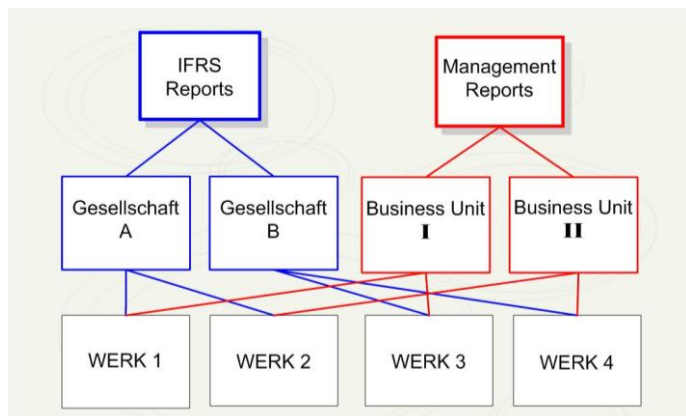 IFRS
Reports
Management
Reports
Gesellschaft
A
Gesellschaft
B
Business Unit
I
Business Unit
II
WERK 1
WERK 2
WERK 3
WERK 4